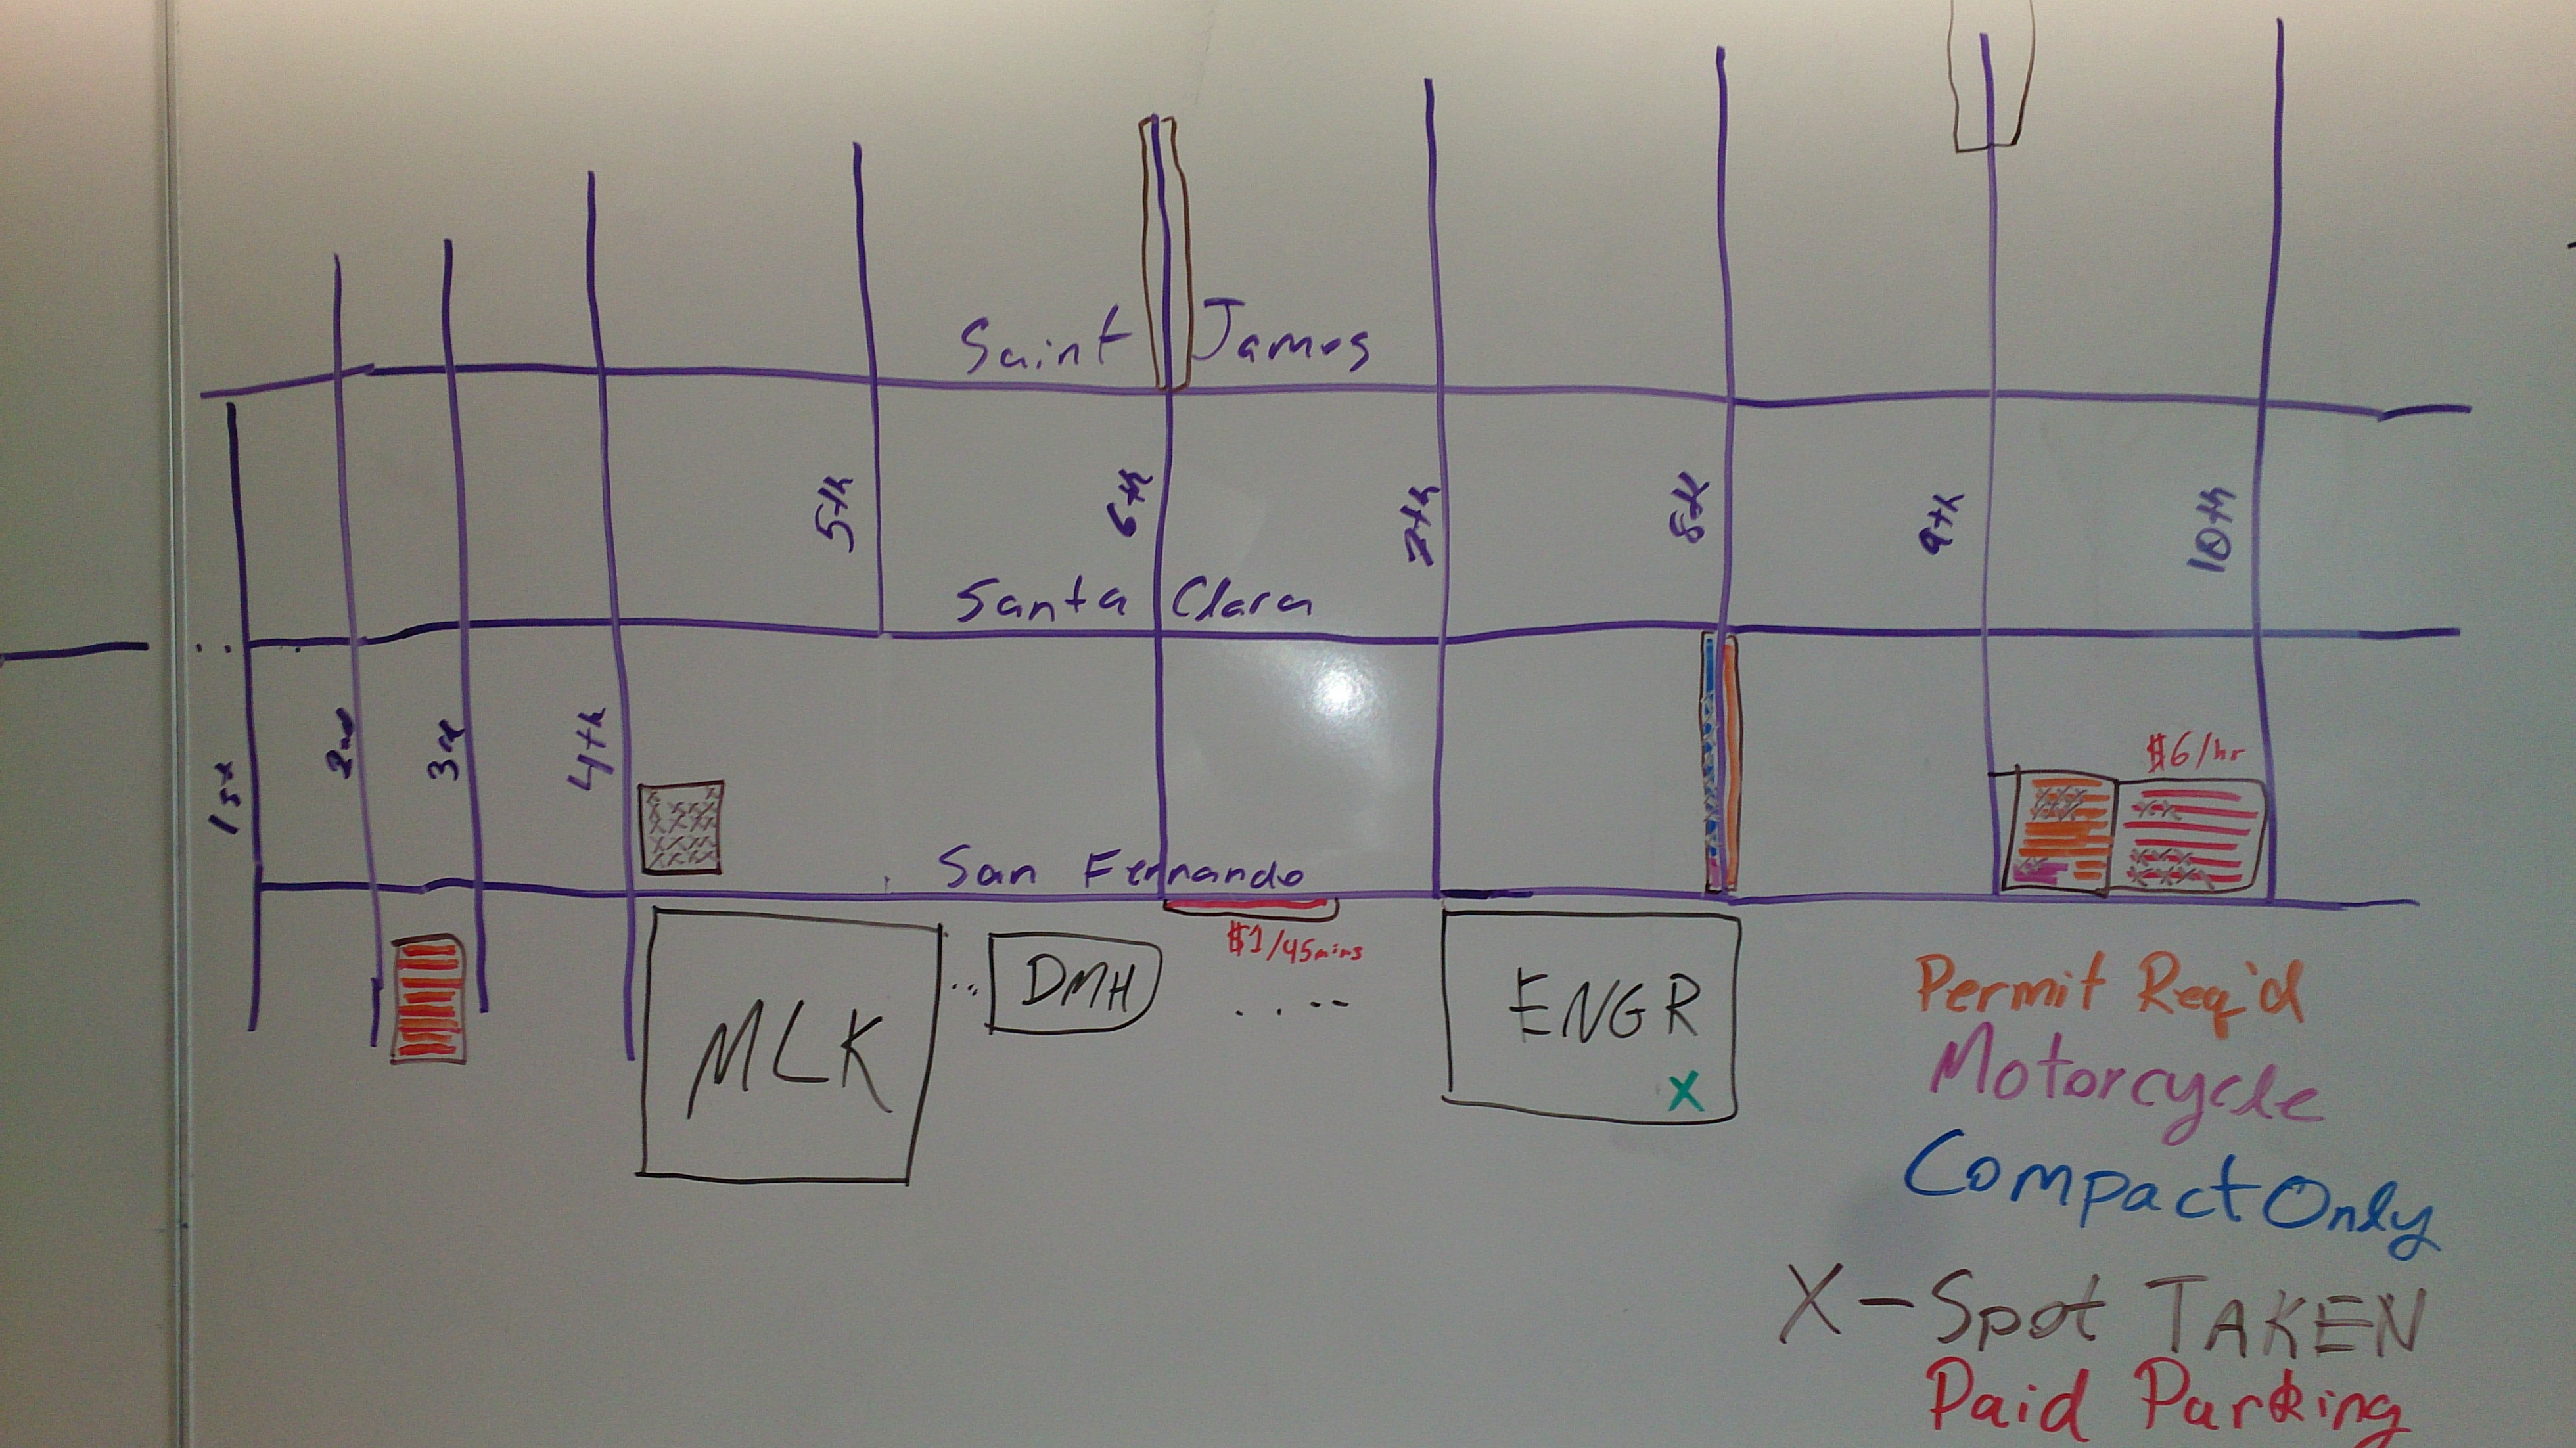 Saint James
5th
6th
7th
8th
9th
10th
Santa Clara
1st
2nd
3rd
4th
$6/hr
San Fernando
$1/45mins
MLK
DMH
ENGR
X
Permit Req'd
Motorcycle
Compact Only
X-Spot TAKEN
Paid Parking